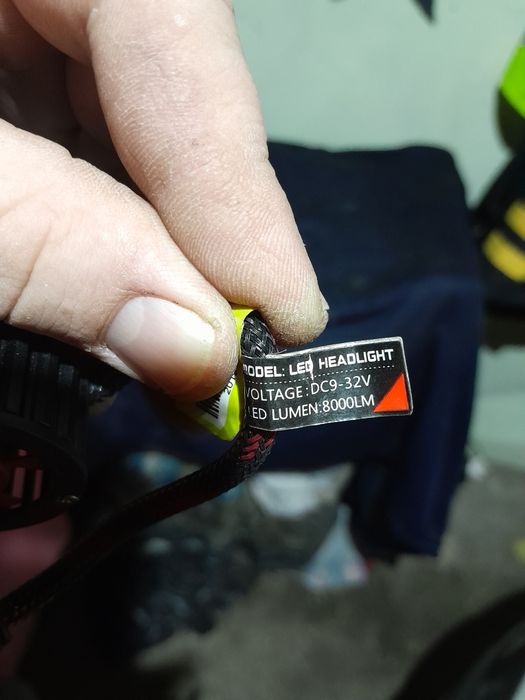 MODEL: LED HEADLIGHT
VOLTAGE:DC9-32V
LED LUMEN:8000LM